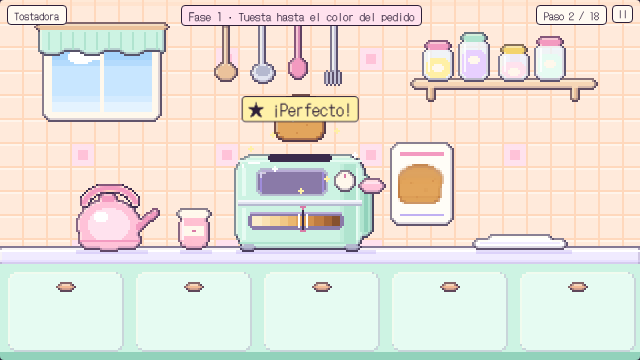 Tostadora
Fase 1 · Tuesta hasta el color del pedido
Paso 2 / 18
★ ¡Perfecto!